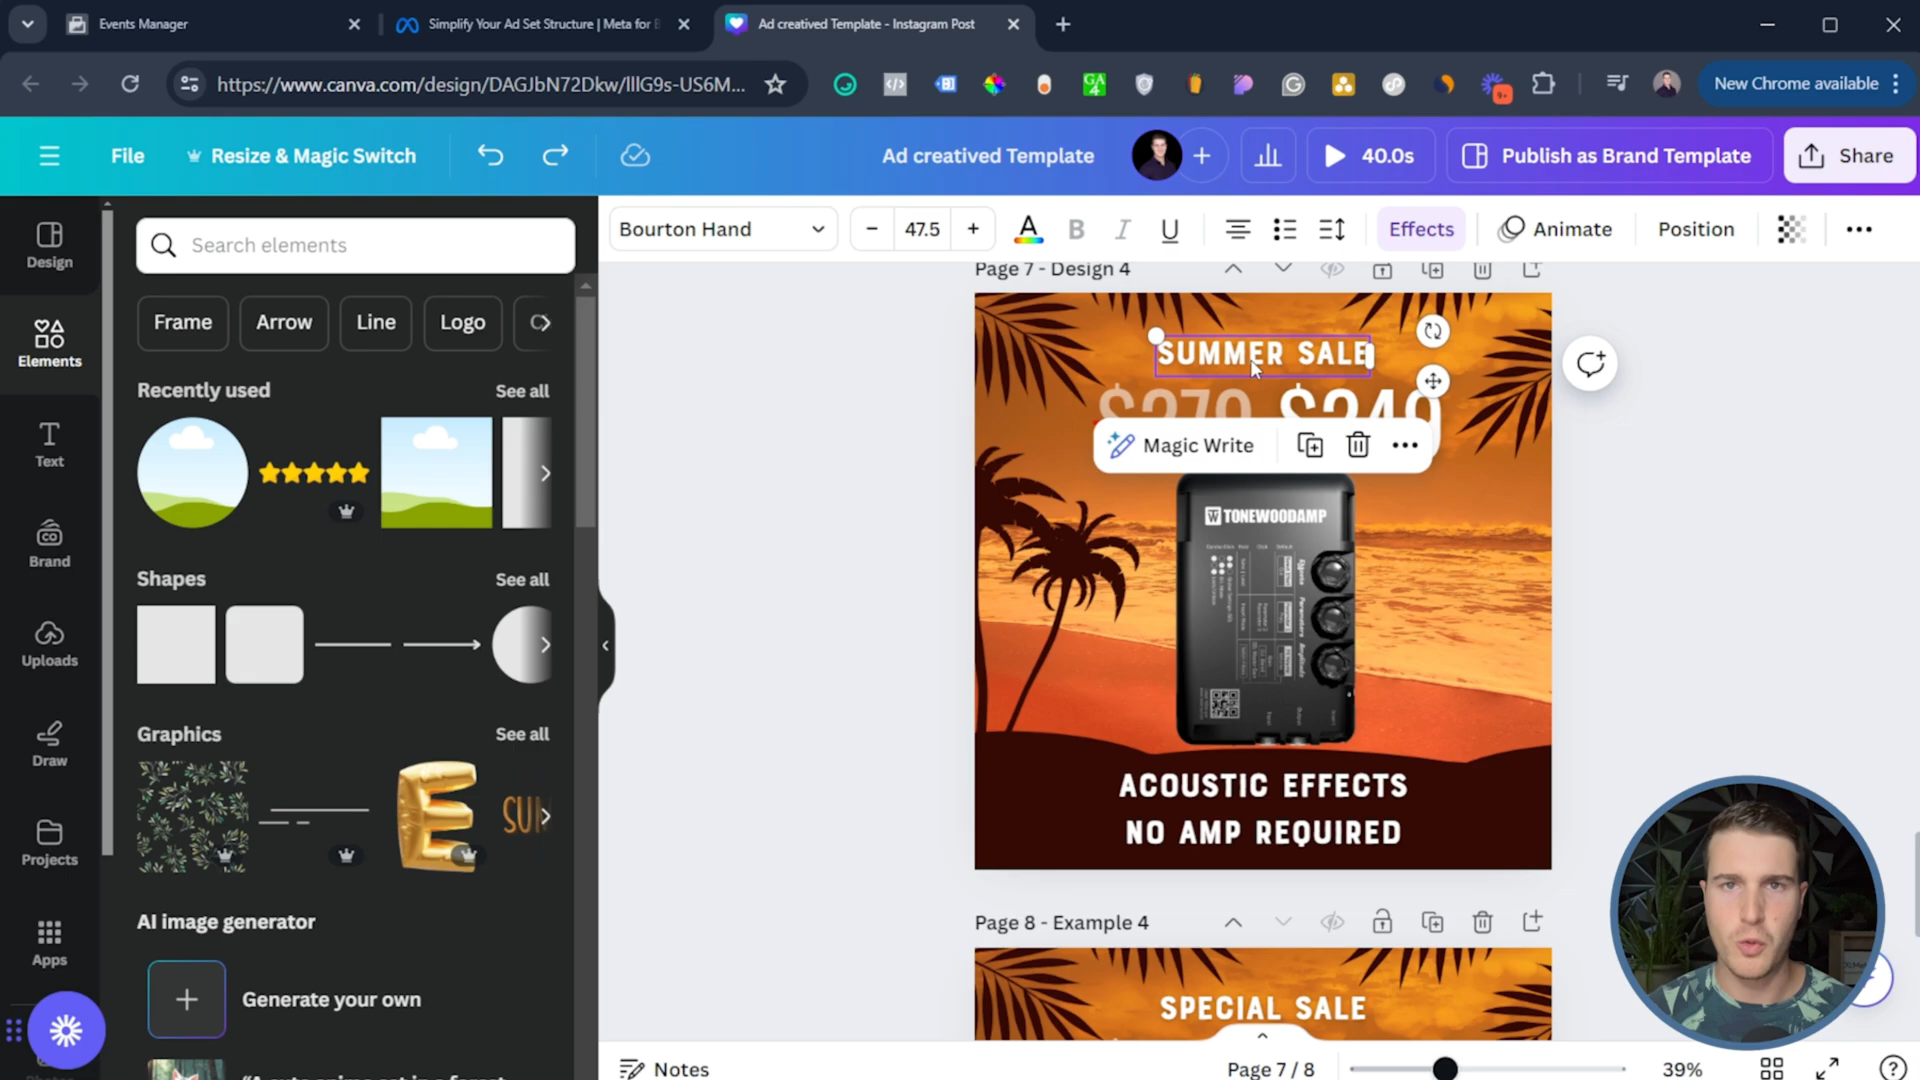 Events Manager
Simplify Your Ad Set Structure | Meta for B
Ad creatived Template - Instagram Post
https://www.canva.com/design/DAGJbN72Dkw/lllG9s-US6M...
New Chrome available
File
Resize & Magic Switch
Ad creatived Template
40.0s
Publish as Brand Template
Share
Design
Elements
Text
Brand
Uploads
Draw
Projects
Apps
Search elements
Frame
Arrow
Line
Logo
Recently used
See all
Shapes
See all
Graphics
See all
SUN
AI image generator
Generate your own
Bourton Hand
47.5
Effects
Animate
Position
Page 7 - Design 4
SUMMER SALE
$279 $249
Magic Write
TONEWOODAMP
ACOUSTIC EFFECTS
NO AMP REQUIRED
Page 8 - Example 4
SPECIAL SALE
Notes
Page 7 / 8
39%